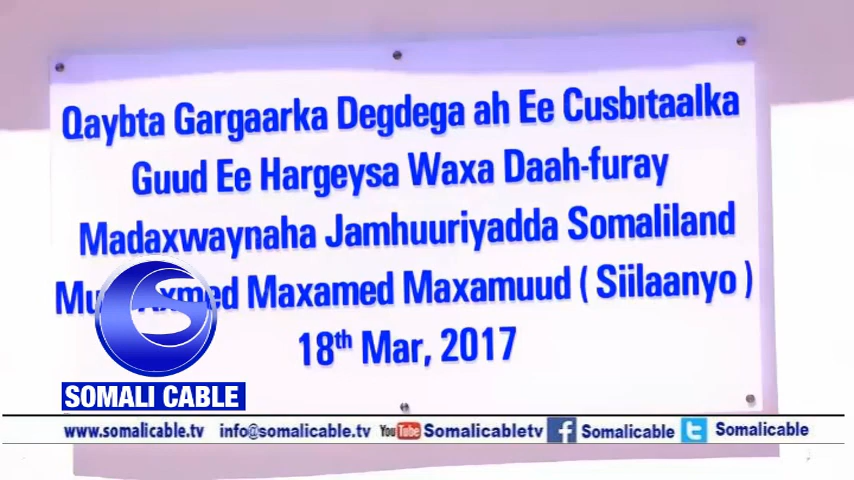 Qaybta Gargaarka Degdega ah Ee Cusbıtaalka
Guud Ee Hargeysa Waxa Daah-furay
Madaxwaynaha Jamhuuriyadda Somaliland
Maxamed Maxamuud ( Siilaanyo )
18th Mar, 2017
S
SOMALI CABLE
www.somalicable.tv info@somalicable.tv YouTube Somalicabletv f Somalicable Somalicable